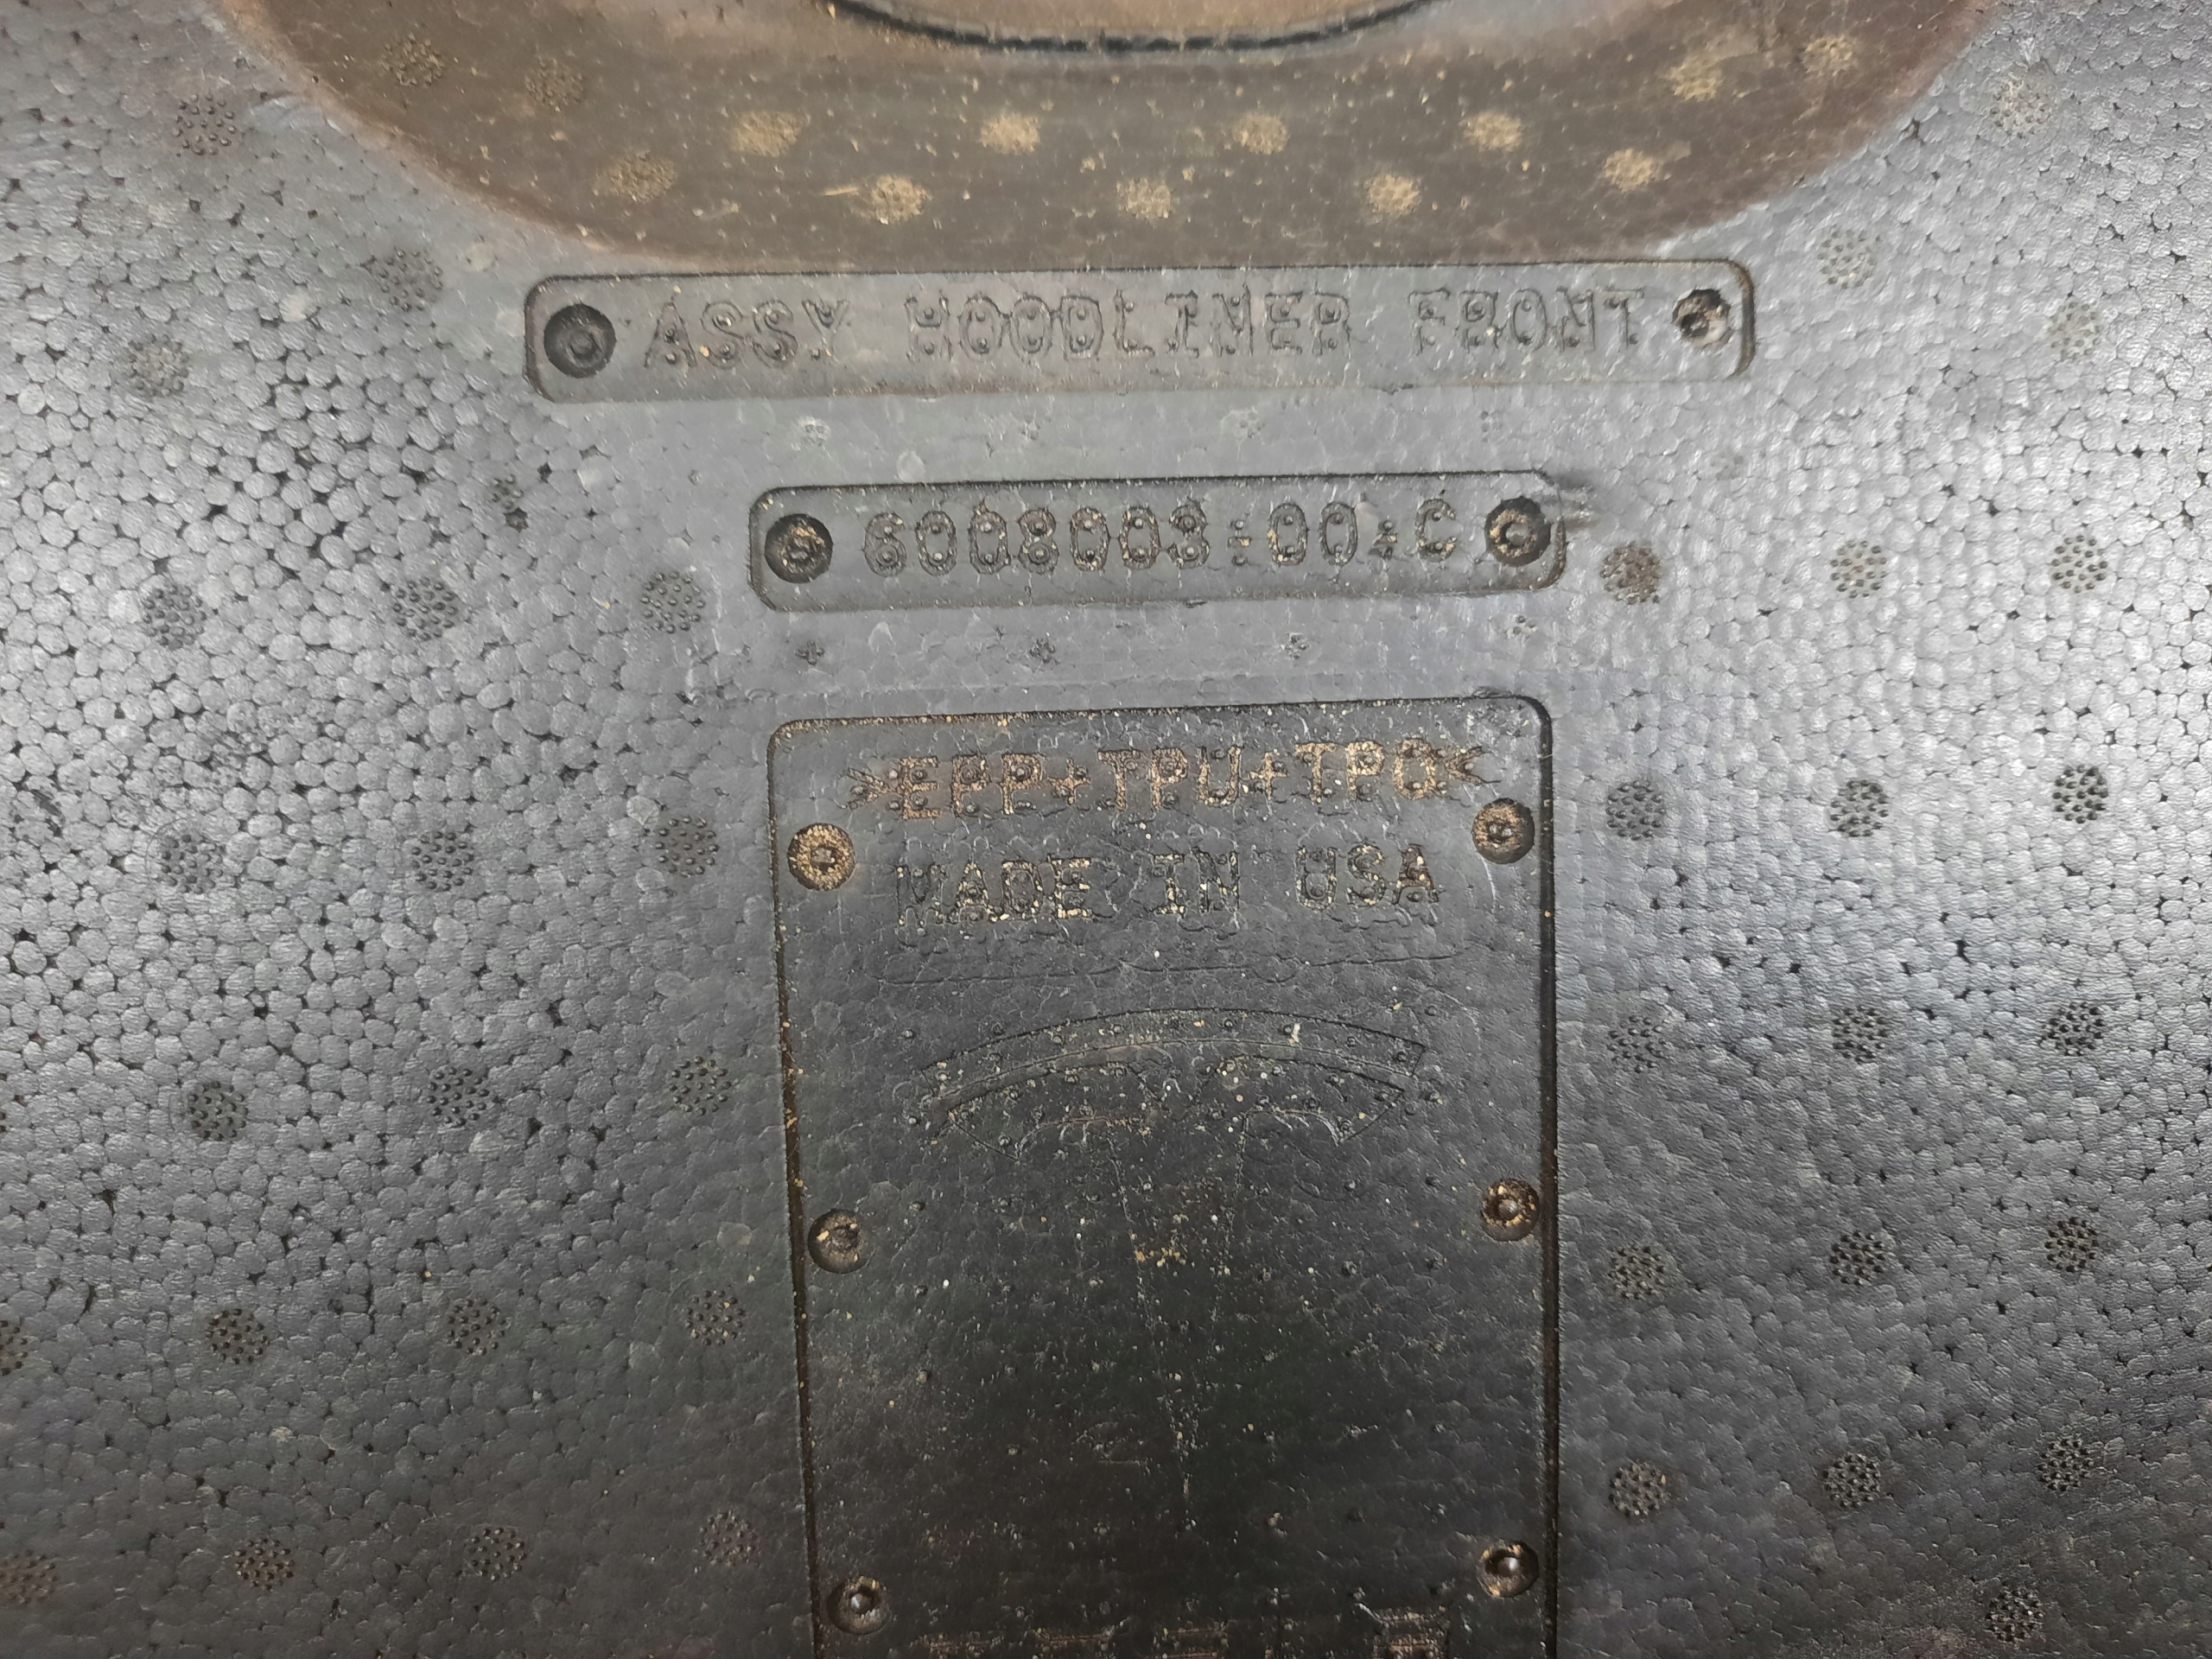 ASSY HOODLINER FRONT
6008003-00-C
>EPP+TPU+TPO<
MADE IN USA